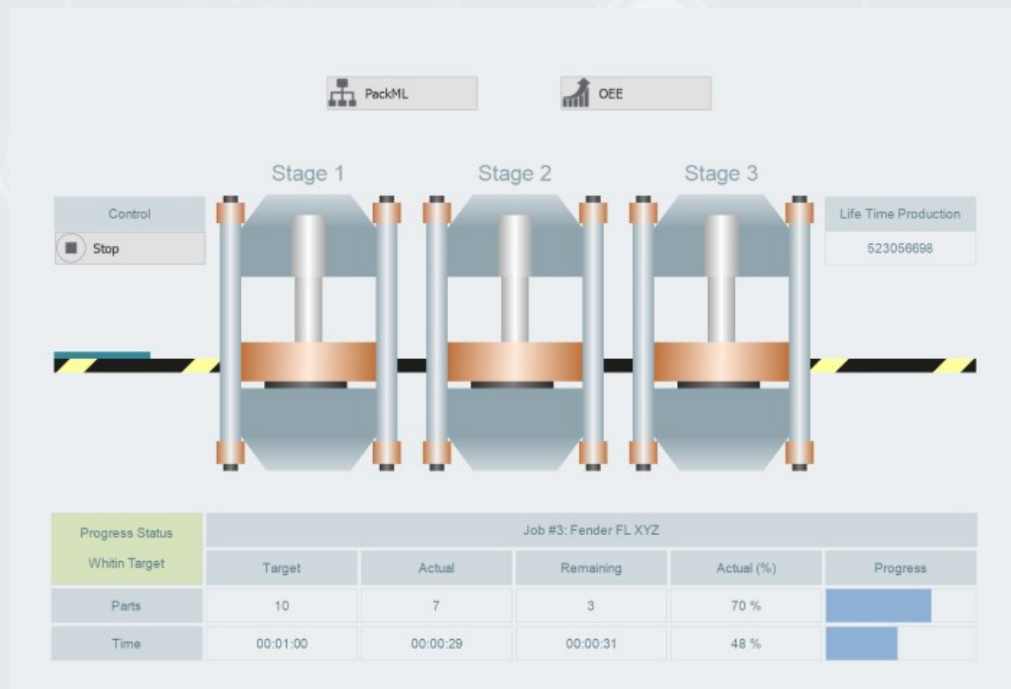 PackML
OEE
Stage 1
Stage 2
Stage 3
Control
Stop
Life Time Production
523056698
Progress Status
Whitin Target
Job #3: Fender FL XYZ
Target
Actual
Remaining
Actual (%)
Progress
Parts
10
7
3
70 %
Time
00:01:00
00:00:29
00:00:31
48 %